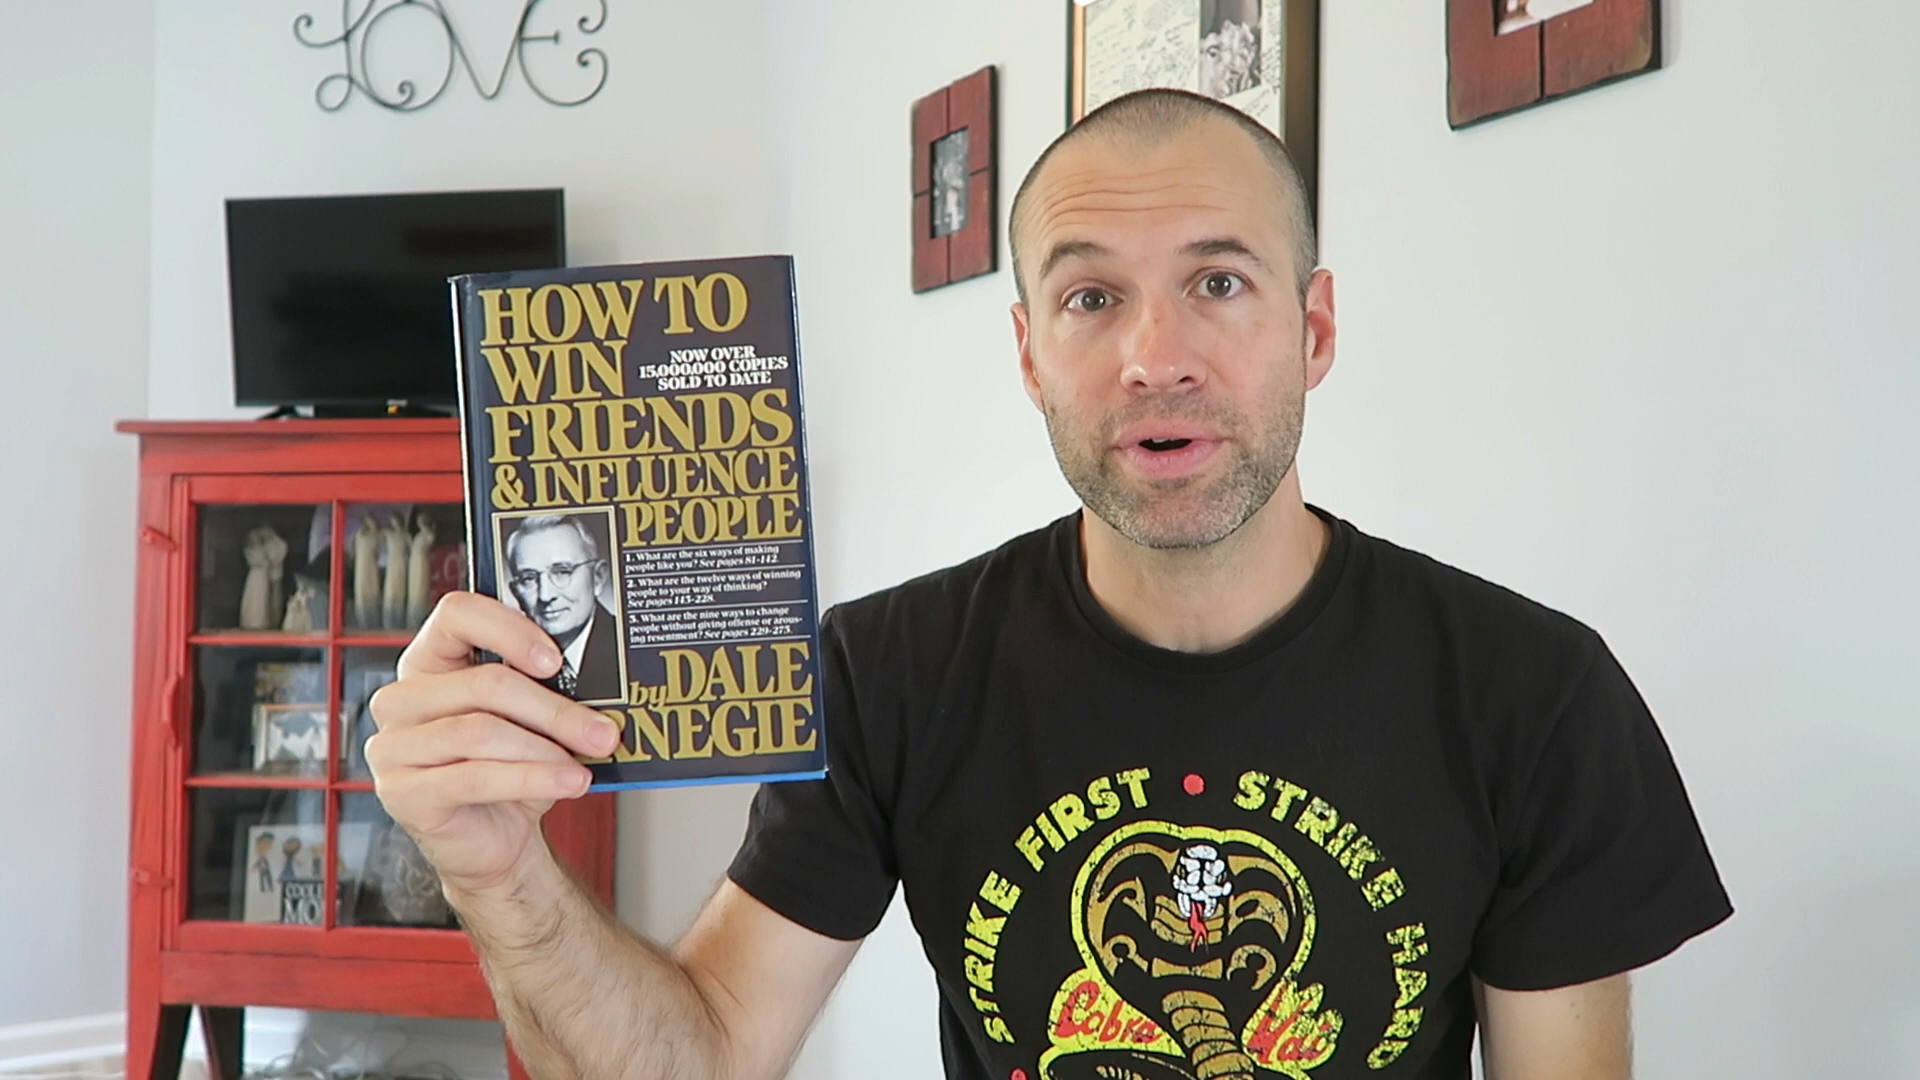 LOVE
HOW TO
WIN
NOW OVER
15,000,000 COPIES
SOLD TO DATE
FRIENDS
& INFLUENCE
PEOPLE
1. What are the six ways of making
people like you? See pages 81-142.
2. What are the twelve ways of winning
people to your way of thinking?
See pages 143-228.
3. What are the nine ways to change
people without giving offense or arous-
ing resentment? See pages 229-273.
by DALE
RNEGIE
STRIKE FIRST • STRIKE HARD
Cobra Kai
MO